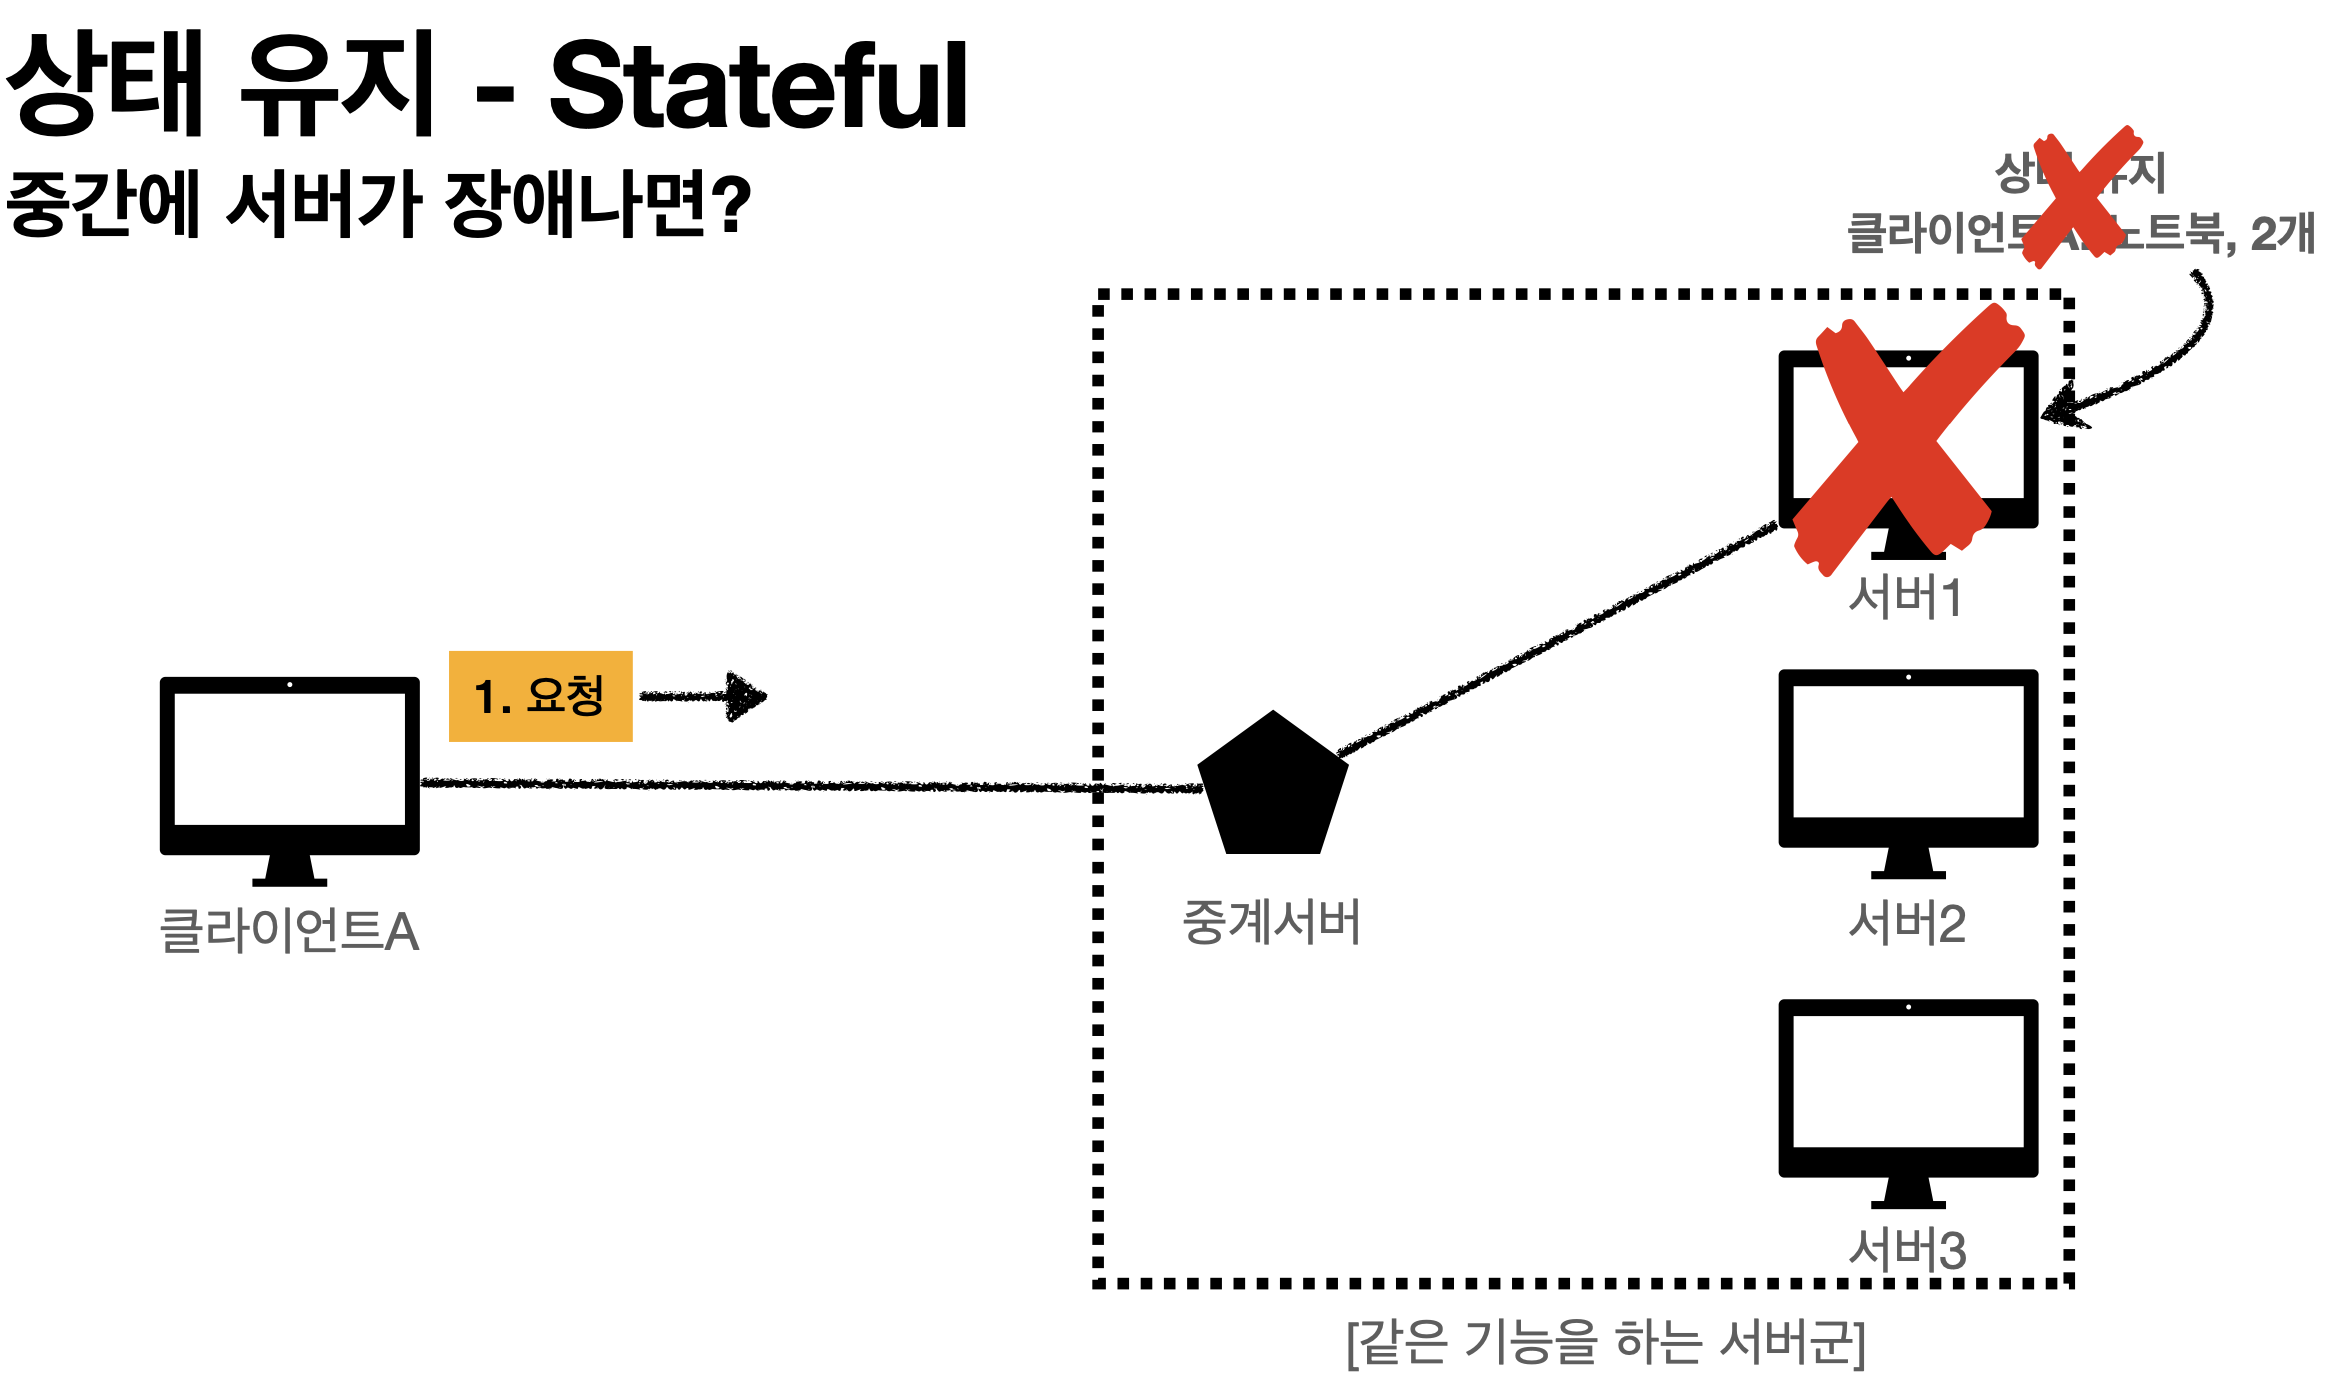 상태 유지 - Stateful
중간에 서버가 장애나면?
상태 유지
클라이언트A: 노트북, 2개
서버1
1. 요청
클라이언트A
중계서버
서버2
서버3
[같은 기능을 하는 서버군]